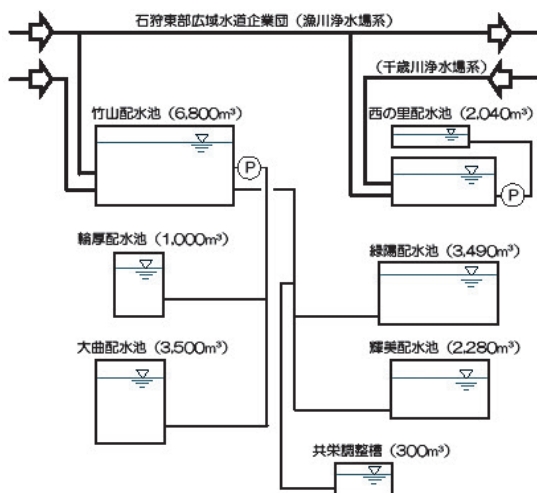 石狩東部広域水道企業団（漁川浄水場系）
（千歳川浄水場系）
竹山配水池（6,800m³）
西の里配水池（2,040m³）
P
P
輪厚配水池（1,000m³）
緑陽配水池（3,490m³）
大曲配水池（3,500m³）
輝美配水池（2,280m³）
共栄調整槽（300m³）